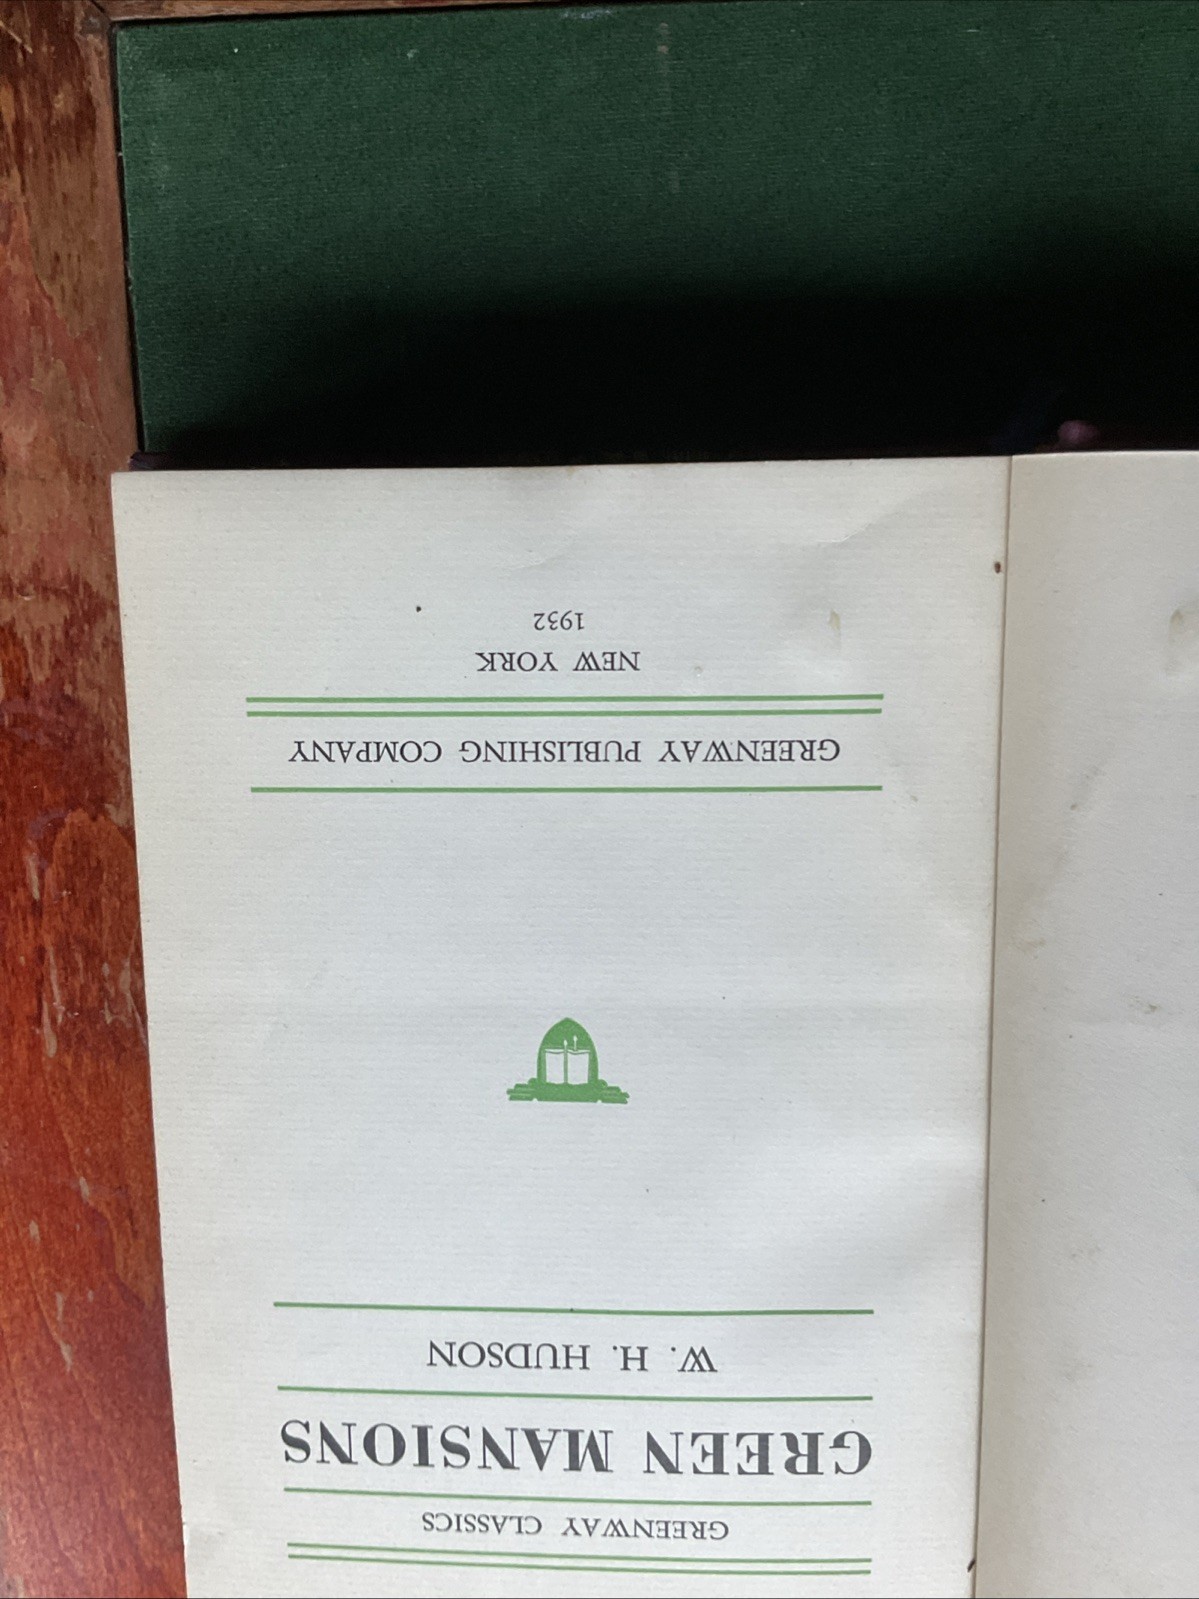 GREENWAY CLASSICS
GREEN MANSIONS
W. H. HUDSON
GREENWAY PUBLISHING COMPANY
NEW YORK
1932